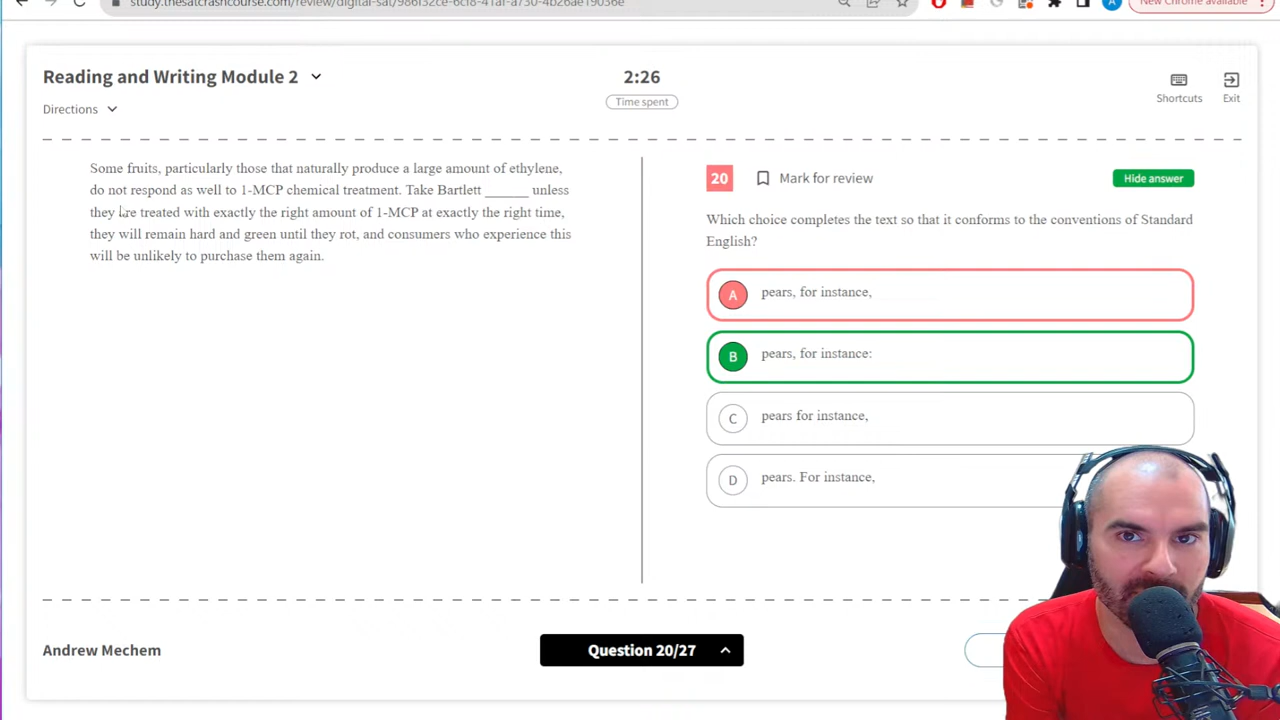 study.thesatcrashcourse.com/review/digital-sat/
New Chrome available
Reading and Writing Module 2
2:26
Time spent
Directions
Shortcuts
Exit
Some fruits, particularly those that naturally produce a large amount of ethylene,
do not respond as well to 1-MCP chemical treatment. Take Bartlett ______ unless
they are treated with exactly the right amount of 1-MCP at exactly the right time,
they will remain hard and green until they rot, and consumers who experience this
will be unlikely to purchase them again.
20
Mark for review
Hide answer
Which choice completes the text so that it conforms to the conventions of Standard
English?
A
pears, for instance,
B
pears, for instance:
C
pears for instance,
D
pears. For instance,
Andrew Mechem
Question 20/27